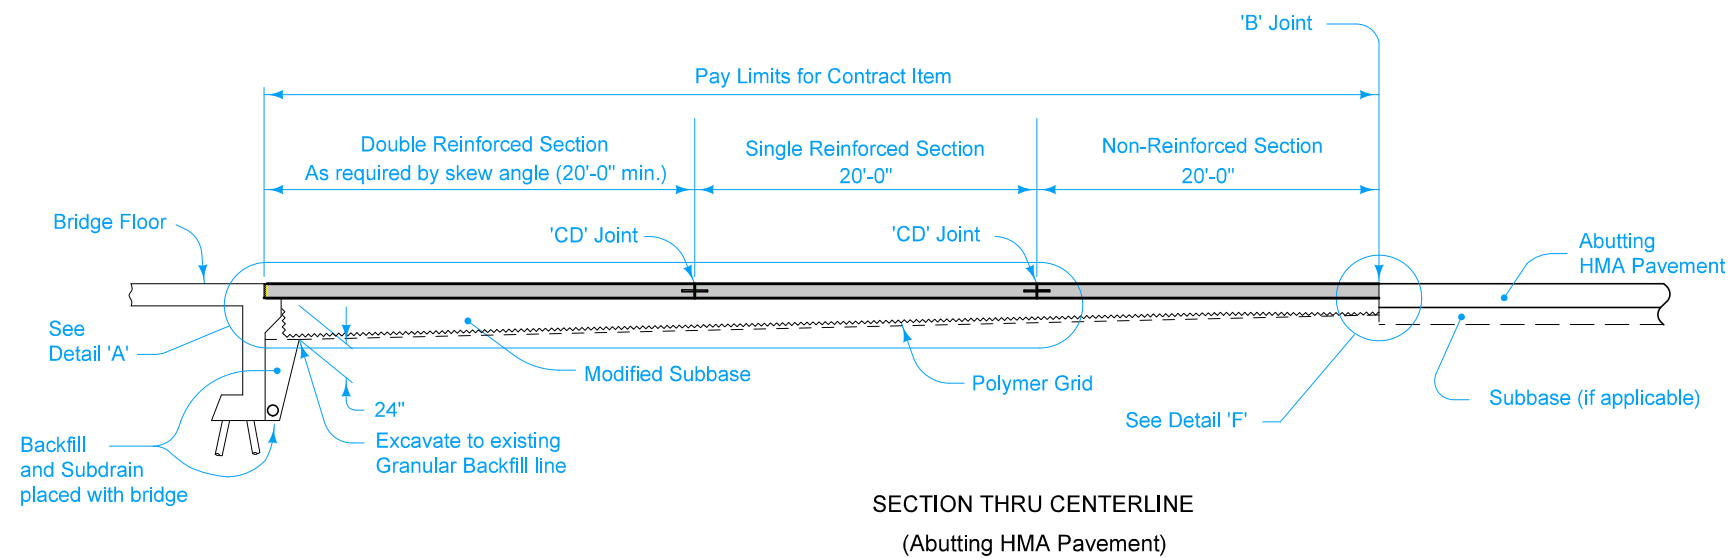 'B' Joint
Pay Limits for Contract Item
Double Reinforced Section
As required by skew angle (20'-0" min.)
Single Reinforced Section
20'-0"
Non-Reinforced Section
20'-0"
Bridge Floor
'CD' Joint
'CD' Joint
Abutting
HMA Pavement
See
Detail 'A'
Modified Subbase
Polymer Grid
Subbase (if applicable)
24"
See Detail 'F'
Backfill
and Subdrain
placed with bridge
Excavate to existing
Granular Backfill line
SECTION THRU CENTERLINE
(Abutting HMA Pavement)